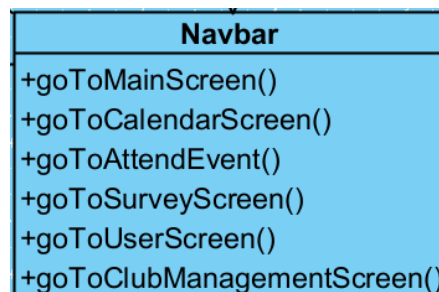 Navbar
+goToMainScreen()
+goToCalendarScreen()
+goToAttendEvent()
+goToSurveyScreen()
+goToUserScreen()
+goToClubManagementScreen()